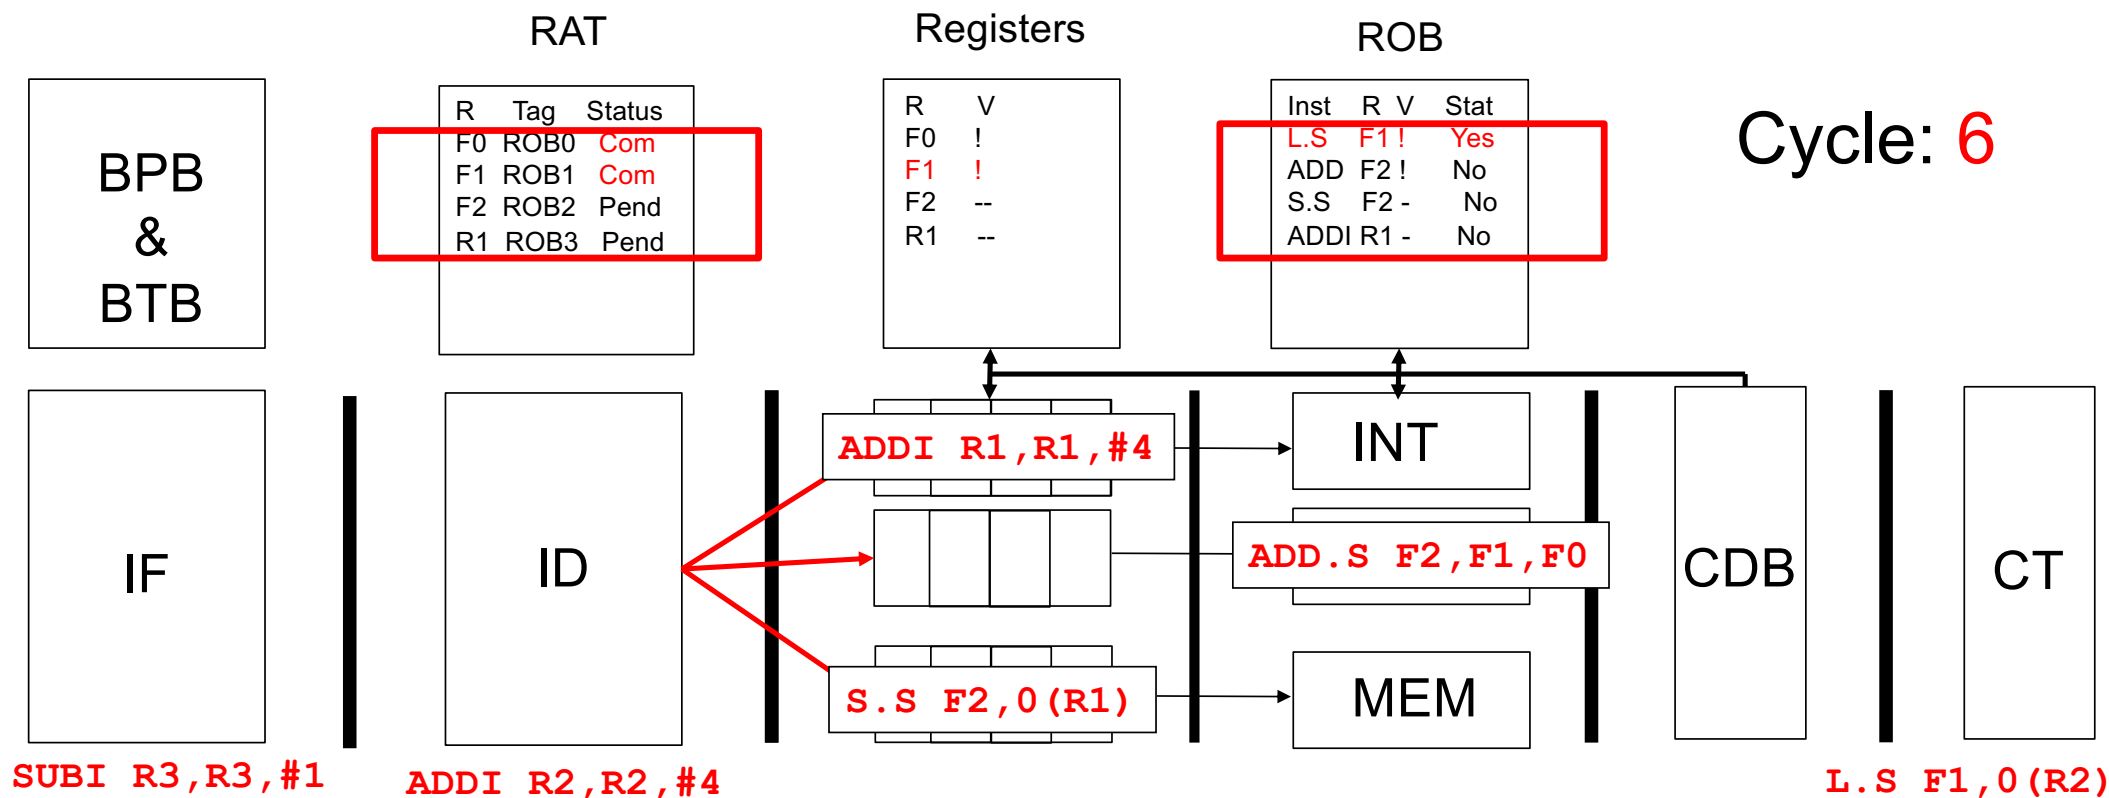 RAT
Registers
ROB
Cycle: 6
BPB
&
BTB
R Tag Status
F0 ROB0 Com
F1 ROB1 Com
F2 ROB2 Pend
R1 ROB3 Pend
R V
F0 !
F1 !
F2 --
R1 --
Inst R V Stat
L.S F1 ! Yes
ADD F2 ! No
S.S F2 - No
ADDI R1 - No
IF
ID
ADDI R1,R1,#4
INT
ADD.S F2,F1,F0
S.S F2,0(R1)
MEM
CDB
CT
SUBI R3,R3,#1
ADDI R2,R2,#4
L.S F1,0(R2)